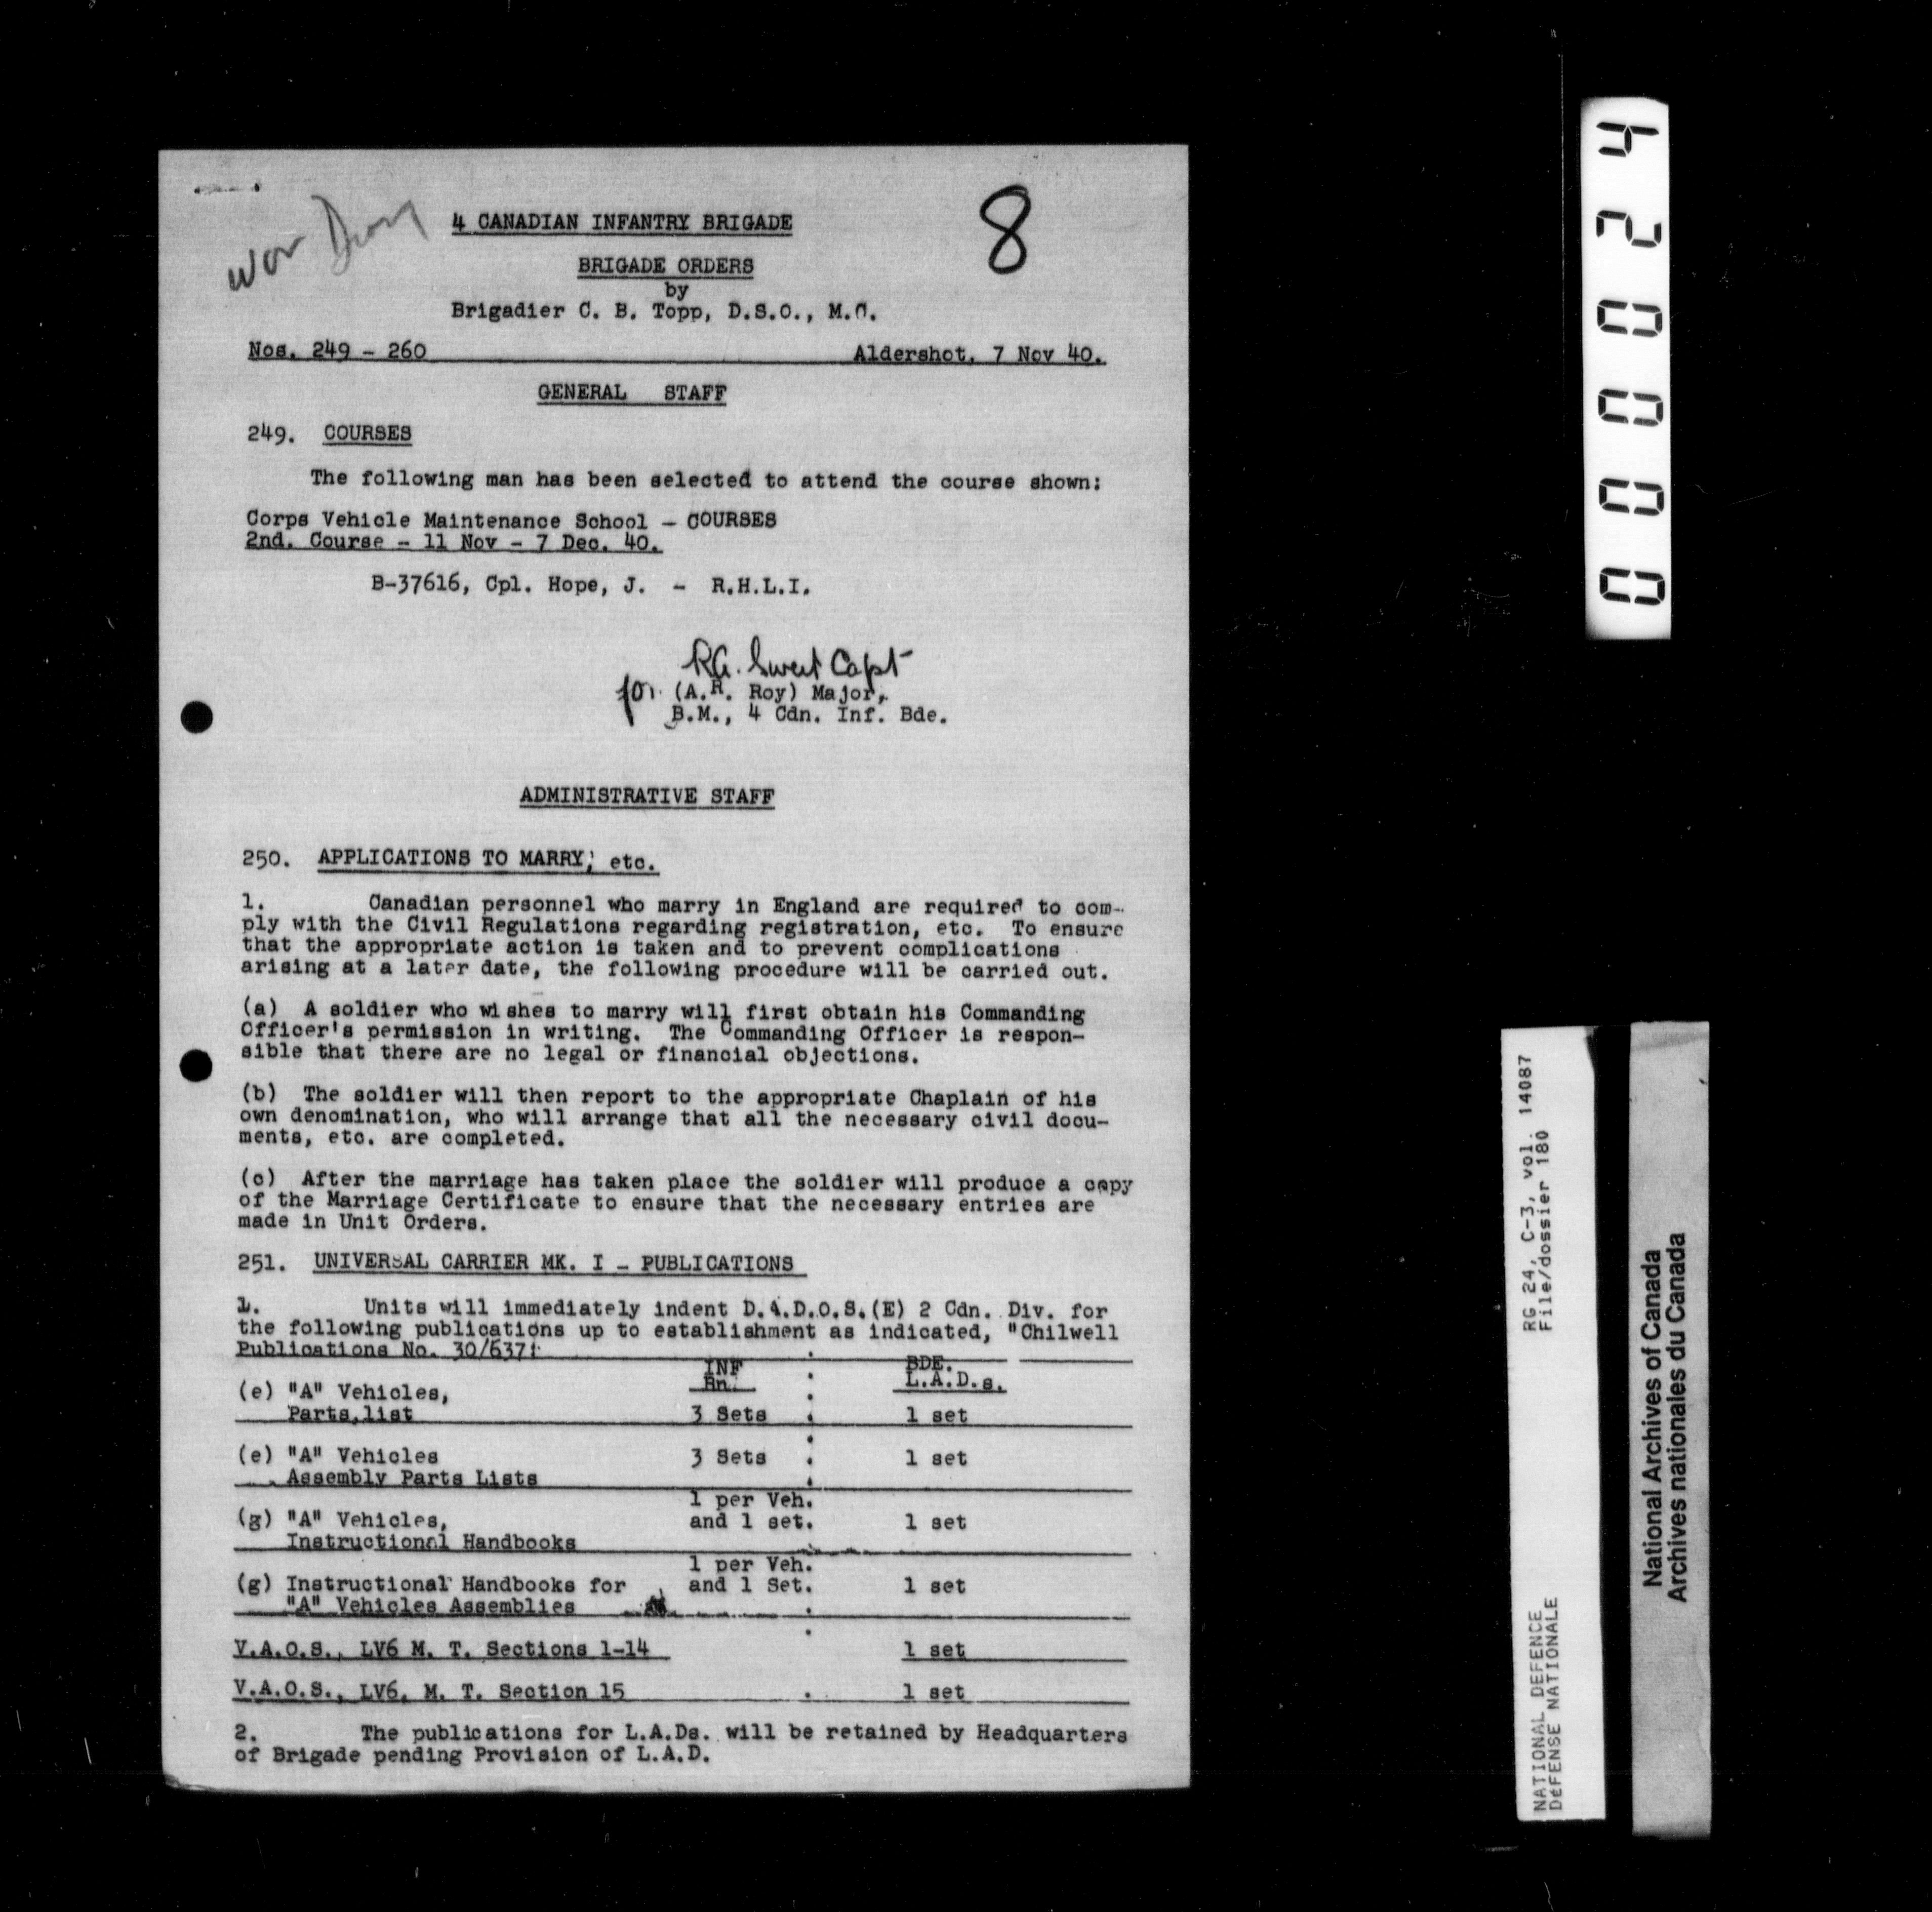 War Diary
8
4 CANADIAN INFANTRY BRIGADE
BRIGADE ORDERS
by
Brigadier C. B. Topp, D.S.O., M.C.
Nos. 249 - 260 Aldershot, 7 Nov 40.
GENERAL STAFF
249. COURSES
The following man has been selected to attend the course shown:
Corps Vehicle Maintenance School - COURSES
2nd. Course - 11 Nov - 7 Dec. 40.
B-37616, Cpl. Hope, J. - R.H.L.I.
Capt
for (A.R. Roy) Major,
B.M., 4 Cdn. Inf. Bde.
ADMINISTRATIVE STAFF
250. APPLICATIONS TO MARRY, etc.
1. Canadian personnel who marry in England are required to com-
ply with the Civil Regulations regarding registration, etc. To ensure
that the appropriate action is taken and to prevent complications
arising at a later date, the following procedure will be carried out.
(a) A soldier who wishes to marry will first obtain his Commanding
Officer's permission in writing. The Commanding Officer is respon-
sible that there are no legal or financial objections.
(b) The soldier will then report to the appropriate Chaplain of his
own denomination, who will arrange that all the necessary civil docu-
ments, etc. are completed.
(c) After the marriage has taken place the soldier will produce a copy
of the Marriage Certificate to ensure that the necessary entries are
made in Unit Orders.
251. UNIVERSAL CARRIER MK. I - PUBLICATIONS
1. Units will immediately indent D.A.D.O.S.(E) 2 Cdn. Div. for
the following publications up to establishment as indicated, "Chilwell
Publications No. 30/6371
INF BDE.
Bn. L.A.D.s.
(e) "A" Vehicles,
Parts list 3 Sets 1 set
(e) "A" Vehicles 3 Sets 1 set
Assembly Parts Lists
1 per Veh.
(g) "A" Vehicles, and 1 set. 1 set
Instructional Handbooks
1 per Veh.
(g) Instructional Handbooks for and 1 Set. 1 set
"A" Vehicles Assemblies
V.A.O.S., LV6 M. T. Sections 1-14 1 set
V.A.O.S., LV6, M. T. Section 15 1 set
2. The publications for L.A.Ds. will be retained by Headquarters
of Brigade pending Provision of L.A.D.
000024
RG 24, C-3, vol. 14087
File/dossier 180
NATIONAL DEFENCE
DéFENSE NATIONALE
National Archives of Canada
Archives nationales du Canada